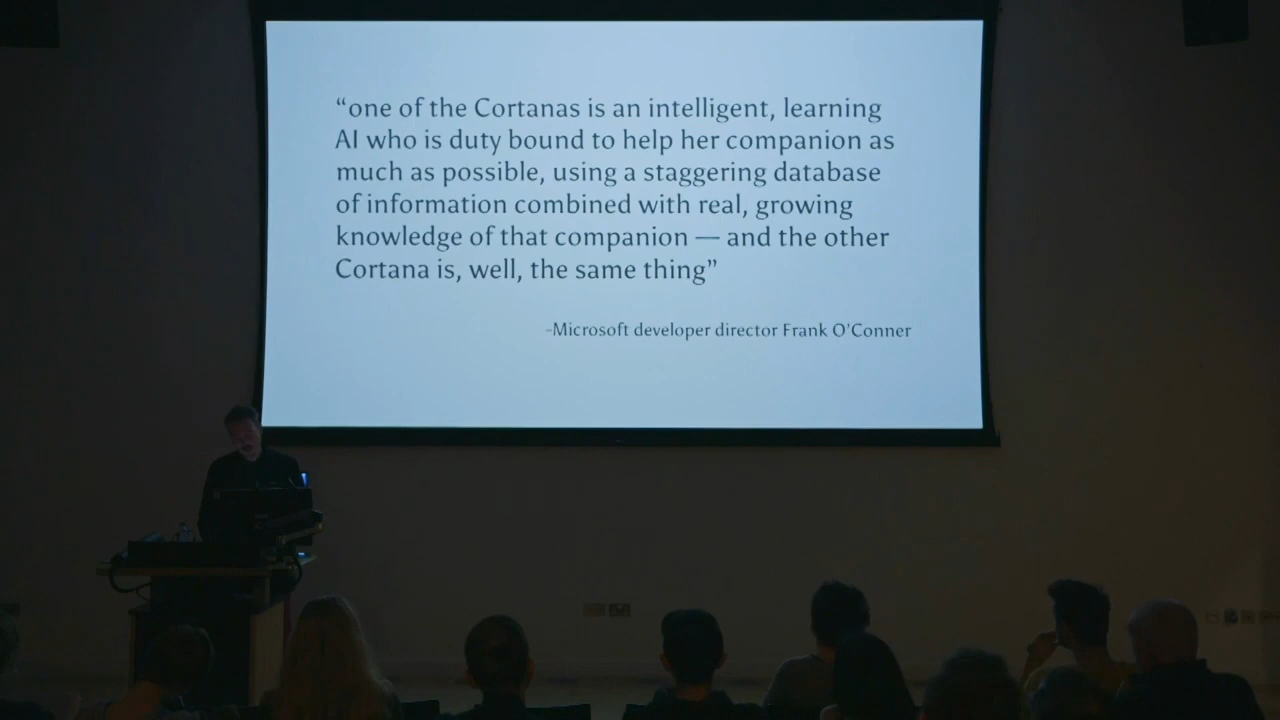 “one of the Cortanas is an intelligent, learning
AI who is duty bound to help her companion as
much as possible, using a staggering database
of information combined with real, growing
knowledge of that companion — and the other
Cortana is, well, the same thing”
-Microsoft developer director Frank O’Conner